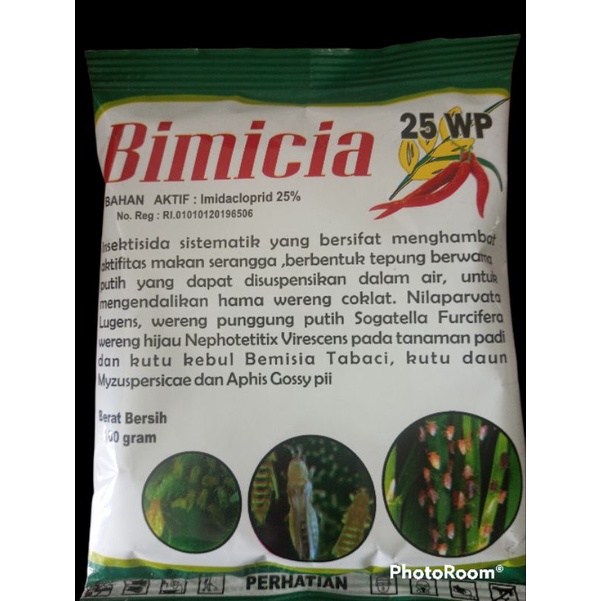 Bimicia
25 WP
BAHAN AKTIF : Imidacloprid 25%
No. Reg : RI.01010120196506
Insektisida sistematik yang bersifat menghambat
aktifitas makan serangga ,berbentuk tepung berwarna
putih yang dapat disuspensikan dalam air, untuk
mengendalikan hama wereng coklat. Nilaparvata
Lugens, wereng punggung putih Sogatella Furcifera
wereng hijau Nephotetitix Virescens pada tanaman padi
dan kutu kebul Bemisia Tabaci, kutu daun
Myzuspersicae dan Aphis Gossy pii
Berat Bersih
100 gram
PERHATIAN
PhotoRoom®